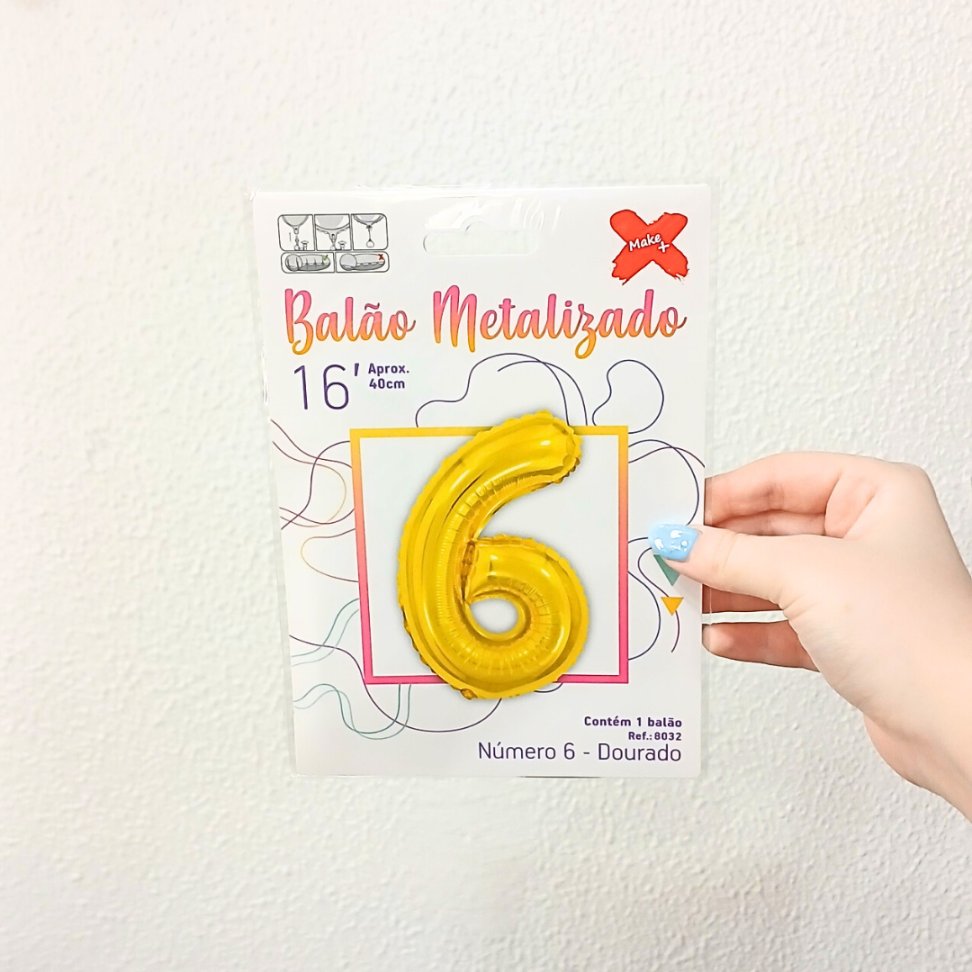 Make
+
Balão Metalizado
16' Aprox.
40cm
Contém 1 balão
Ref.: 8032
Número 6 - Dourado